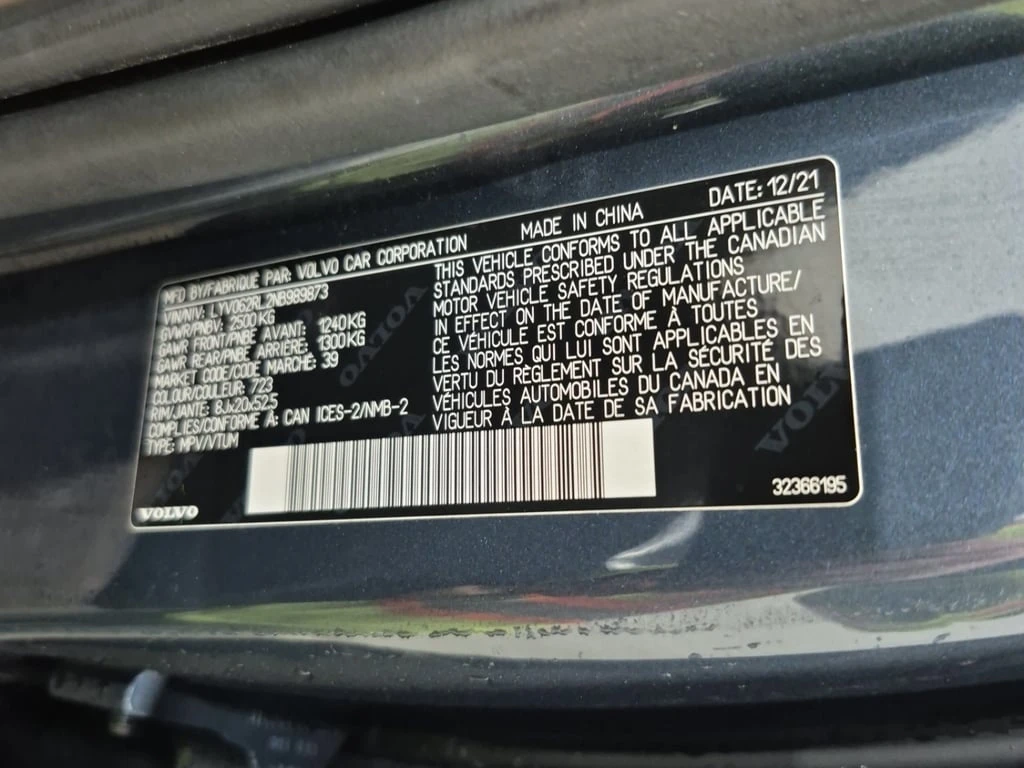 MFD BY/FABRIQUÉ PAR: VOLVO CAR CORPORATION MADE IN CHINA DATE: 12/21
VIN/NIV: LYV062RL2NB989873
GVWR/PNBV: 2500 KG
GAWR FRONT/PNBE AVANT: 1240KG
GAWR REAR/PNBE ARRIÈRE: 1300KG
MARKET CODE/CODE MARCHÉ: 39
COLOUR/COULEUR: 723
RIM/JANTE: 8Jx20x52,5
COMPLIES/CONFORME À: CAN ICES-2/NMB-2
TYPE: MPV/VTUM
THIS VEHICLE CONFORMS TO ALL APPLICABLE
STANDARDS PRESCRIBED UNDER THE CANADIAN
MOTOR VEHICLE SAFETY REGULATIONS
IN EFFECT ON THE DATE OF MANUFACTURE/
CE VÉHICULE EST CONFORME À TOUTES
LES NORMES QUI LUI SONT APPLICABLES EN
VERTU DU RÈGLEMENT SUR LA SÉCURITÉ DES
VÉHICULES AUTOMOBILES DU CANADA EN
VIGUEUR À LA DATE DE SA FABRICATION
VOLVO
32366195